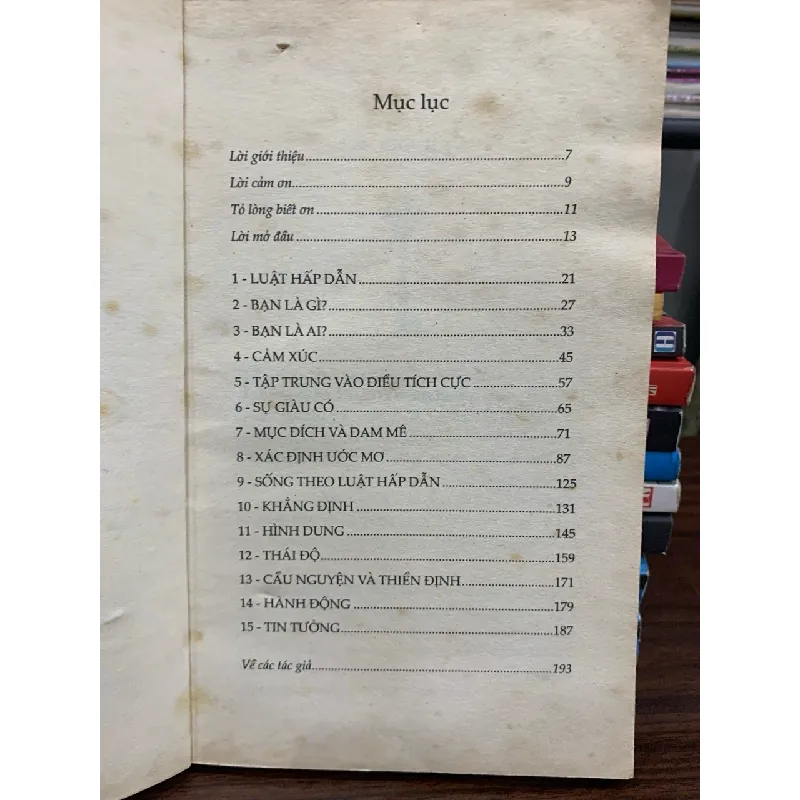 Mục lục
Lời giới thiệu..........7
Lời cảm ơn..........9
Tỏ lòng biết ơn..........11
Lời mở đầu..........13
1 - LUẬT HẤP DẪN..........21
2 - BẠN LÀ GÌ?..........27
3 - BẠN LÀ AI?..........33
4 - CẢM XÚC..........45
5 - TẬP TRUNG VÀO ĐIỀU TÍCH CỰC..........57
6 - SỰ GIÀU CÓ..........65
7 - MỤC ĐÍCH VÀ ĐAM MÊ..........71
8 - XÁC ĐỊNH ƯỚC MƠ..........87
9 - SỐNG THEO LUẬT HẤP DẪN..........125
10 - KHẲNG ĐỊNH..........131
11 - HÌNH DUNG..........145
12 - THÁI ĐỘ..........159
13 - CẦU NGUYỆN VÀ THIỀN ĐỊNH..........171
14 - HÀNH ĐỘNG..........179
15 - TIN TƯỞNG..........187
Về các tác giả..........193
H